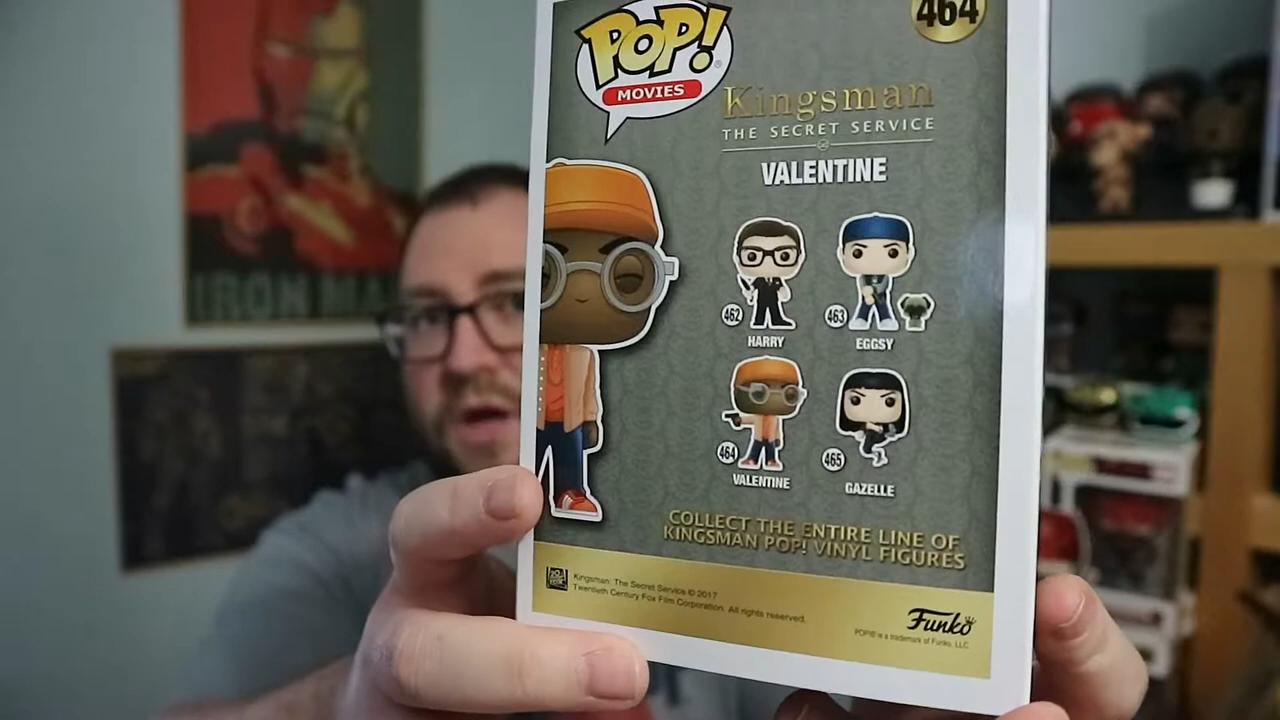 464
POP!
MOVIES
Kingsman
THE SECRET SERVICE
VALENTINE
462
HARRY
463
EGGSY
464
VALENTINE
465
GAZELLE
COLLECT THE ENTIRE LINE OF
KINGSMAN POP! VINYL FIGURES
Kingsman: The Secret Service © 2017
Twentieth Century Fox Film Corporation. All rights reserved.
Funko
POP!® is a trademark of Funko, LLC
IRON MA